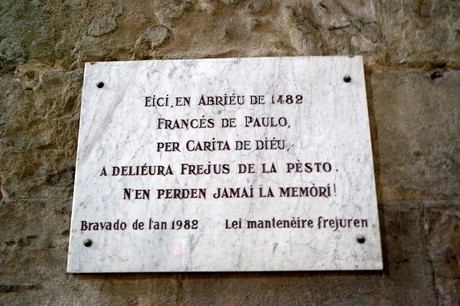 Eici, en Abriéu de 1482
Francés de Paulo,
per Carita de Diéu,
a deliéura Frejus de la pèsto.
N'en perden jamai la memòri!
Bravado de l'an 1982 Lei mantenèire frejuren